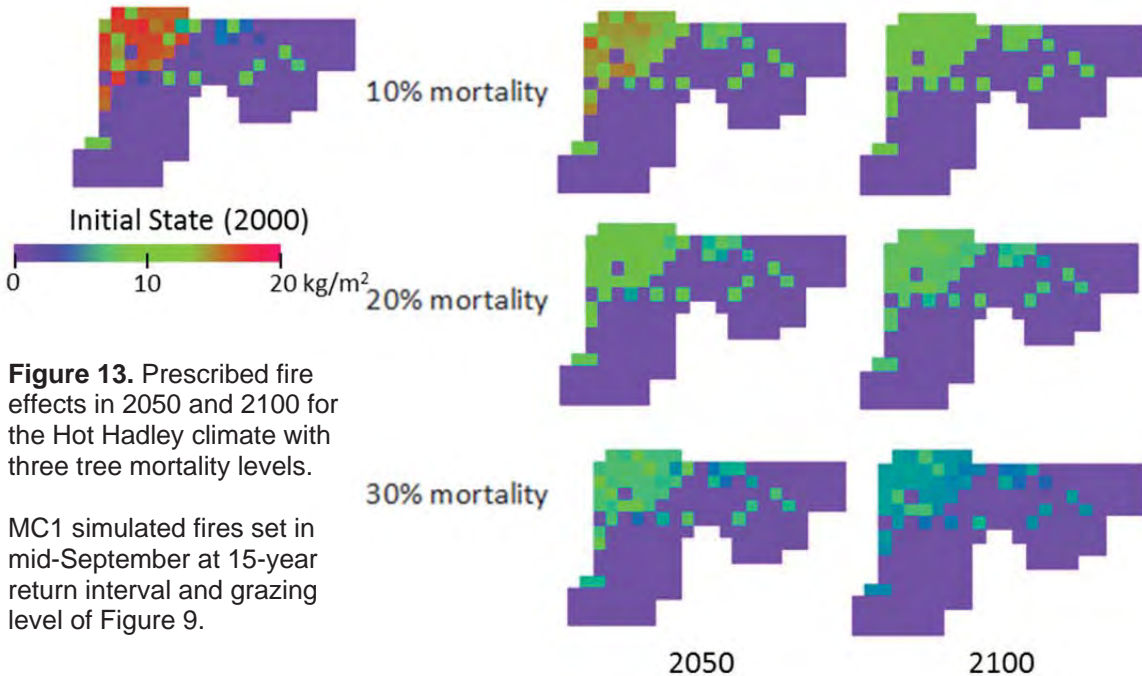 10% mortality
Initial State (2000)
0 10 20 kg/m²
20% mortality
Figure 13. Prescribed fire
effects in 2050 and 2100 for
the Hot Hadley climate with
three tree mortality levels.
MC1 simulated fires set in
mid-September at 15-year
return interval and grazing
level of Figure 9.
30% mortality
2050 2100